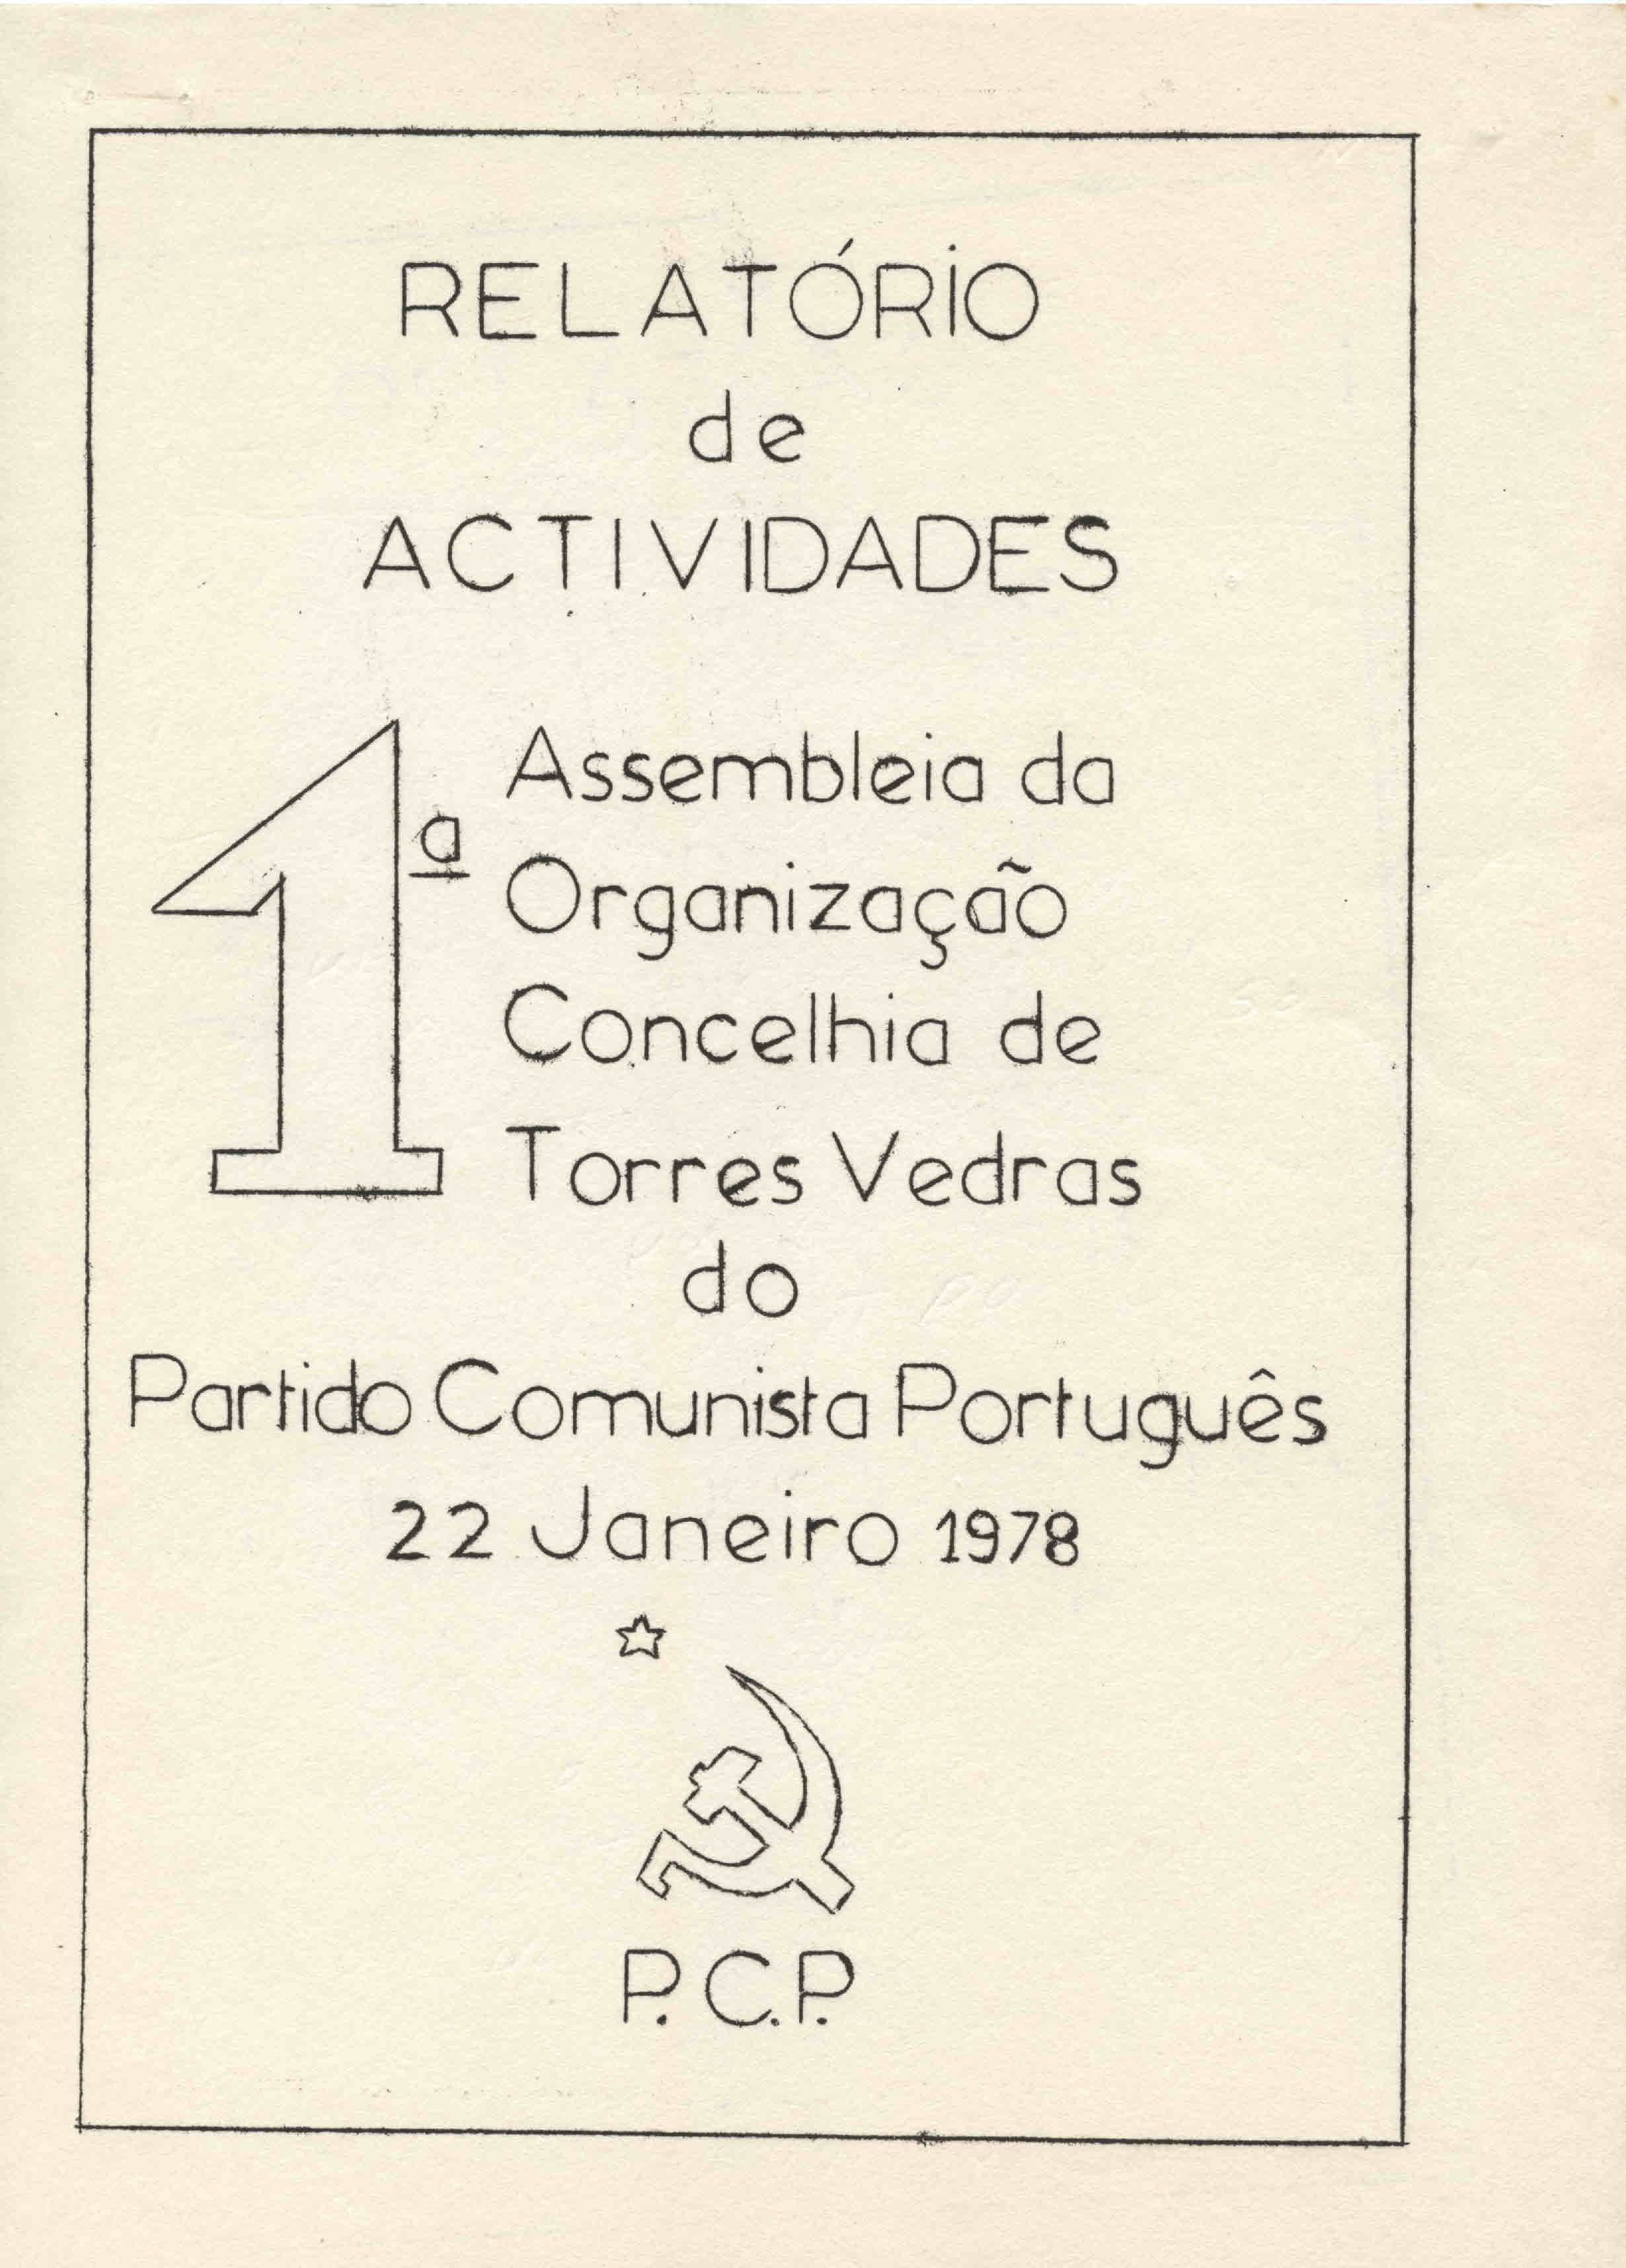 RELATÓRIO
de
ACTIVIDADES
1ª Assembleia da
Organização
Concelhia de
Torres Vedras
do
Partido Comunista Português
22 Janeiro 1978
P.C.P.